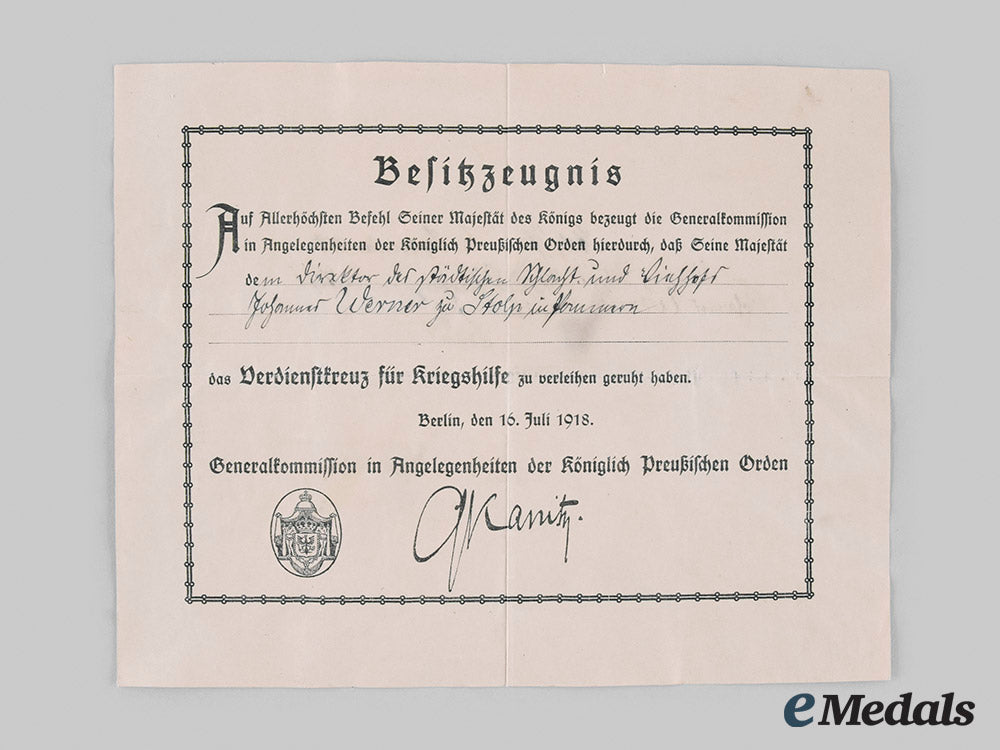 Besitzzeugnis
Auf Allerhöchsten Befehl Seiner Majestät des Königs bezeugt die Generalkommission
in Angelegenheiten der Königlich Preußischen Orden hierdurch, daß Seine Majestät
dem Direktor des städtischen Schlacht- und Viehhofs
Johannes Werner zu Stolp in Pommern
das Verdienstkreuz für Kriegshilfe zu verleihen geruht haben.
Berlin, den 16. Juli 1918.
Generalkommission in Angelegenheiten der Königlich Preußischen Orden
Kanitz.
eMedals